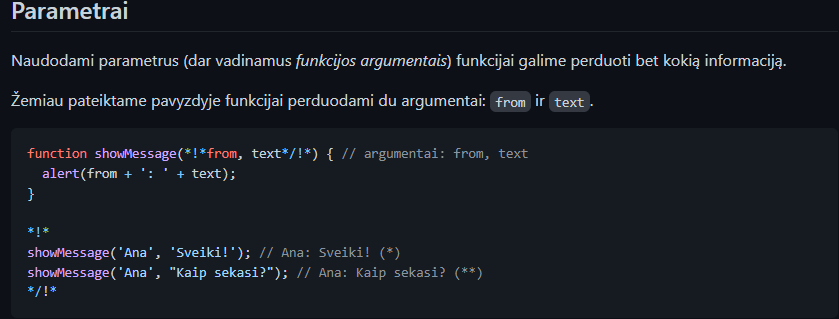 Parametrai
Naudodami parametrus (dar vadinamus funkcijos argumentais) funkcijai galime perduoti bet kokią informaciją.
Žemiau pateiktame pavyzdyje funkcijai perduodami du argumentai: from ir text.
function showMessage(*!*from, text*/!*) { // argumentai: from, text
  alert(from + ': ' + text);
}

*!*
showMessage('Ana', 'Sveiki!'); // Ana: Sveiki! (*)
showMessage('Ana', "Kaip sekasi?"); // Ana: Kaip sekasi? (**)
*/!*